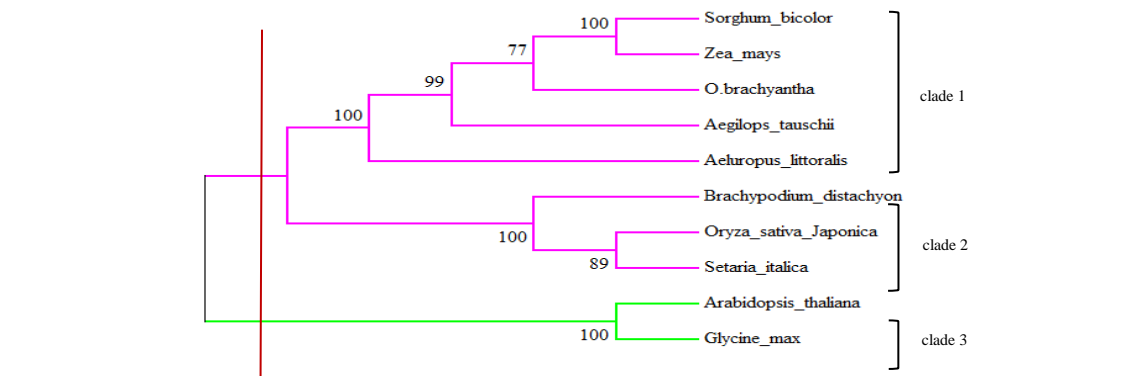 100 Sorghum_bicolor
77 Zea_mays
99 O.brachyantha clade 1
100 Aegilops_tauschii
Aeluropus_littoralis
Brachypodium_distachyon
100 Oryza_sativa_Japonica clade 2
89 Setaria_italica
Arabidopsis_thaliana
100 Glycine_max clade 3